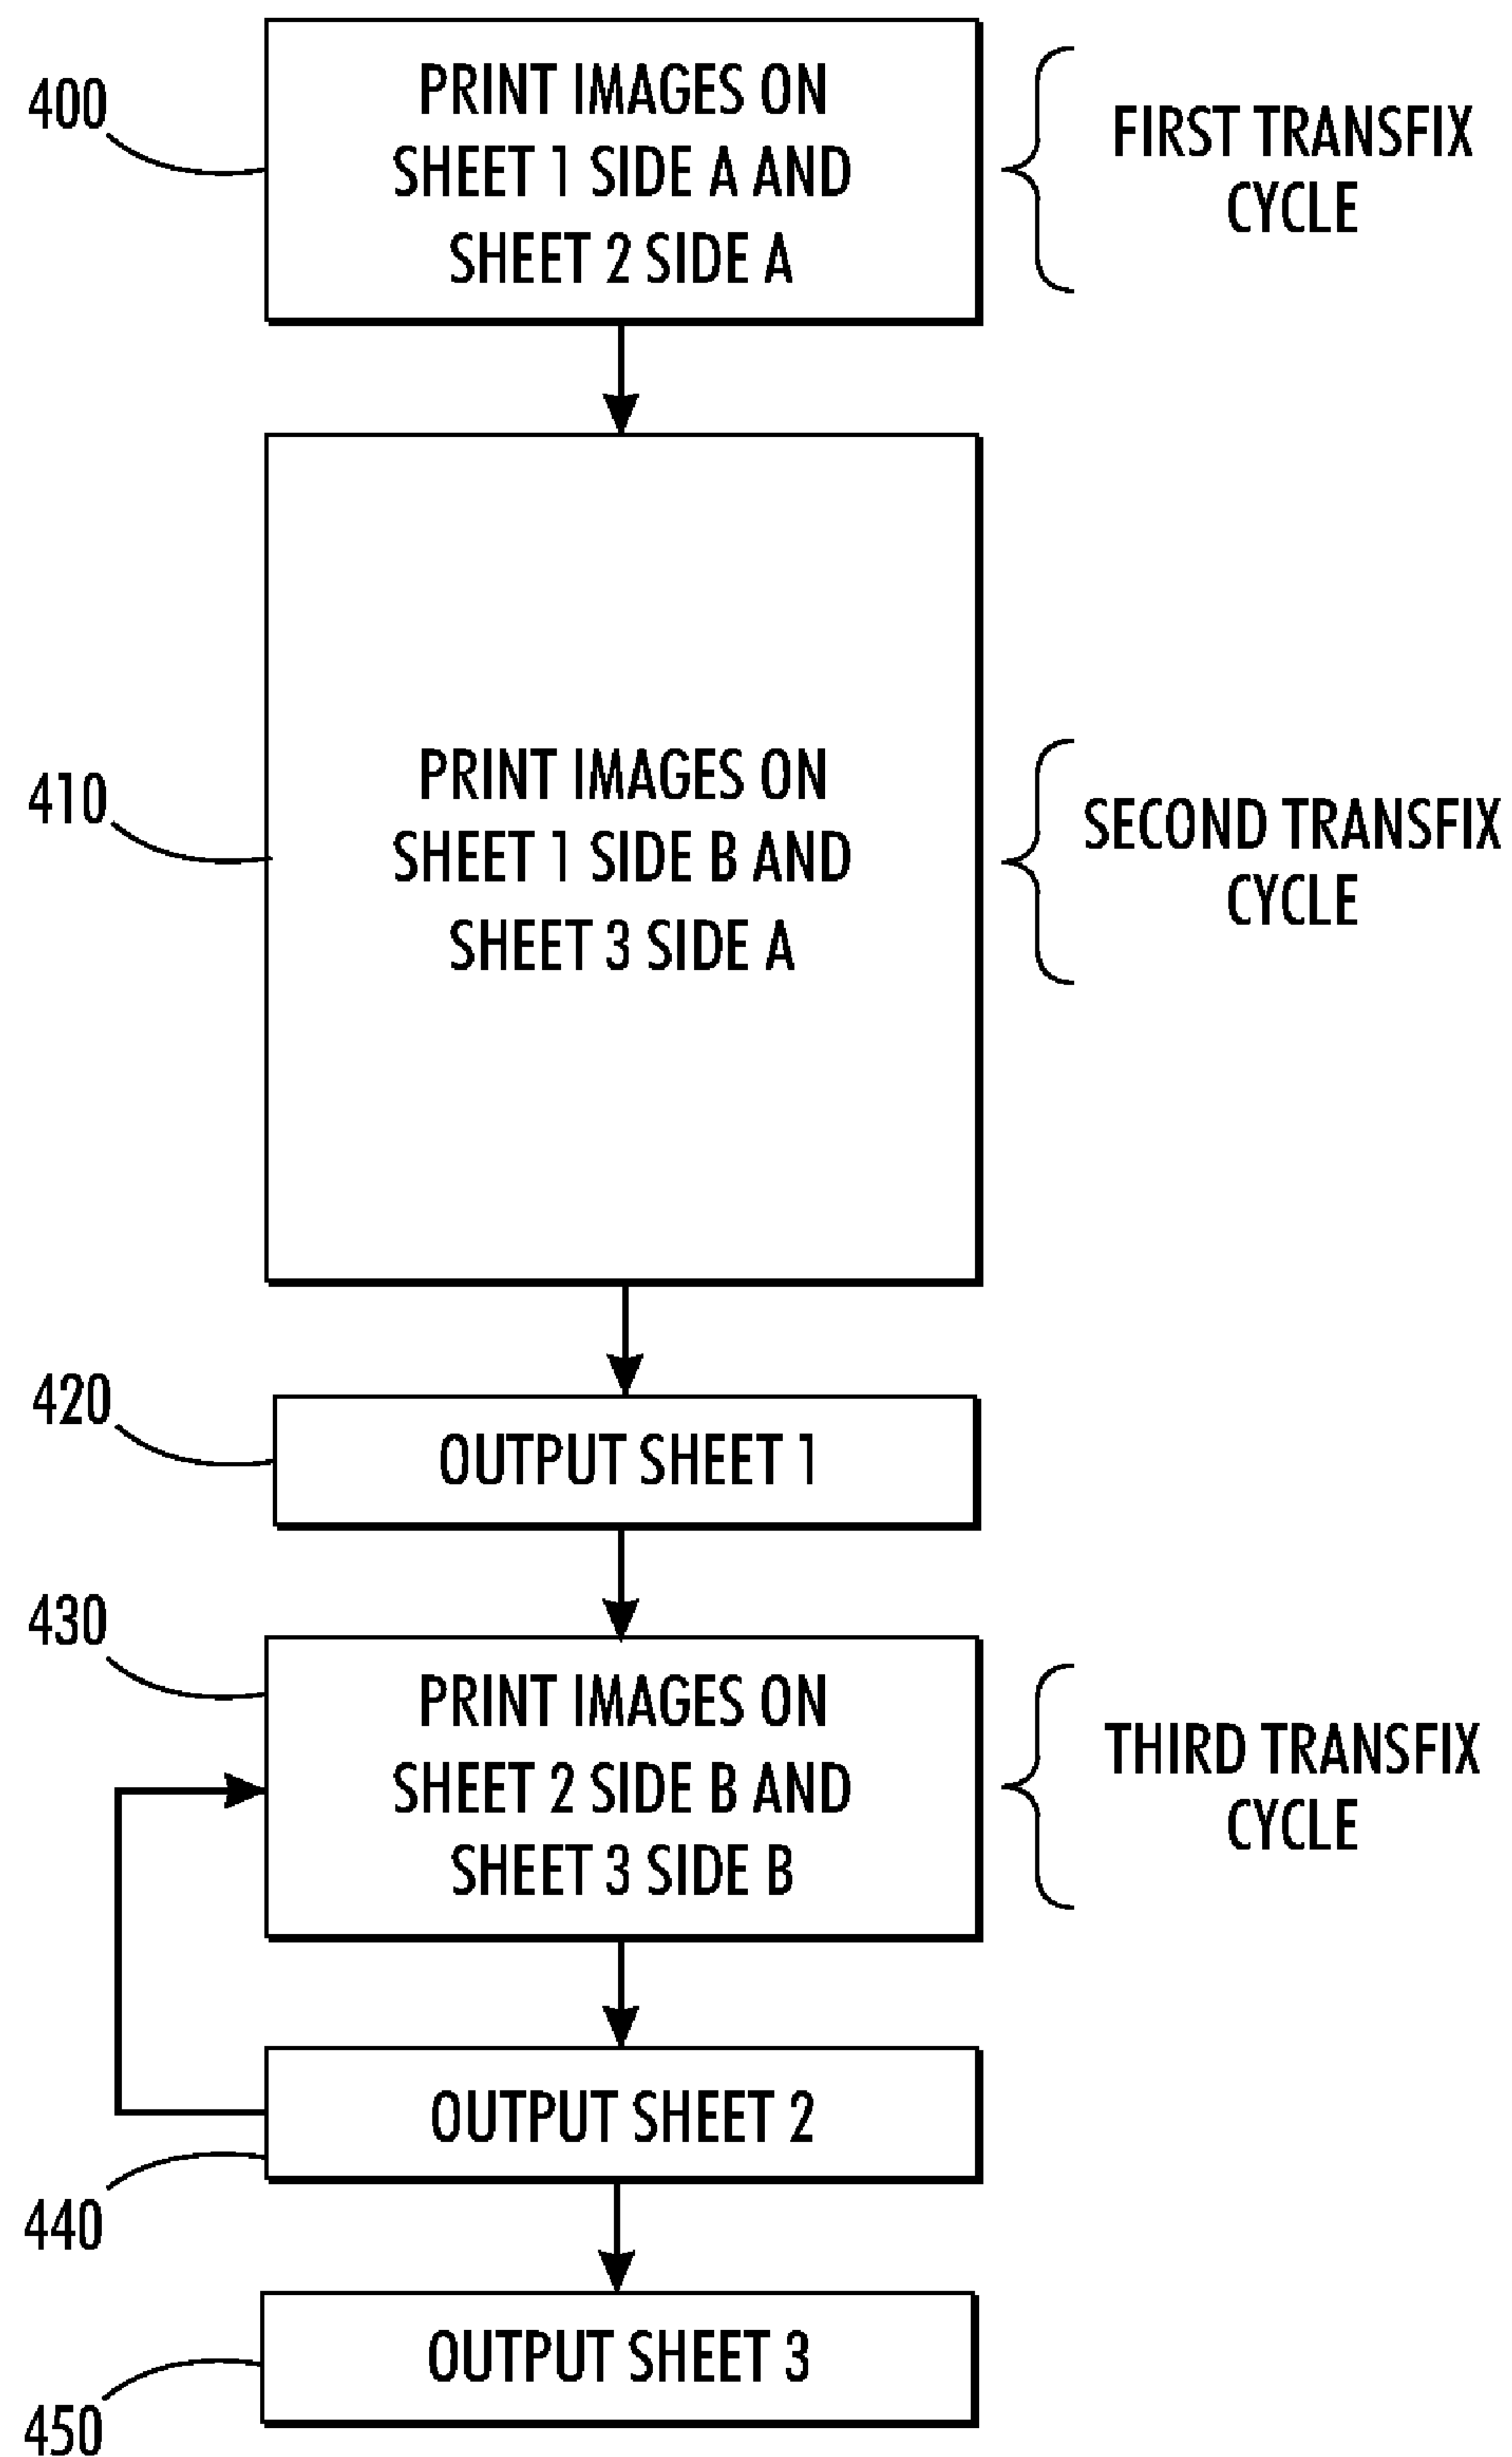 400
PRINT IMAGES ON
SHEET 1 SIDE A AND
SHEET 2 SIDE A
FIRST TRANSFIX
CYCLE
410
PRINT IMAGES ON
SHEET 1 SIDE B AND
SHEET 3 SIDE A
SECOND TRANSFIX
CYCLE
420
OUTPUT SHEET 1
430
PRINT IMAGES ON
SHEET 2 SIDE B AND
SHEET 3 SIDE B
THIRD TRANSFIX
CYCLE
440
OUTPUT SHEET 2
450
OUTPUT SHEET 3